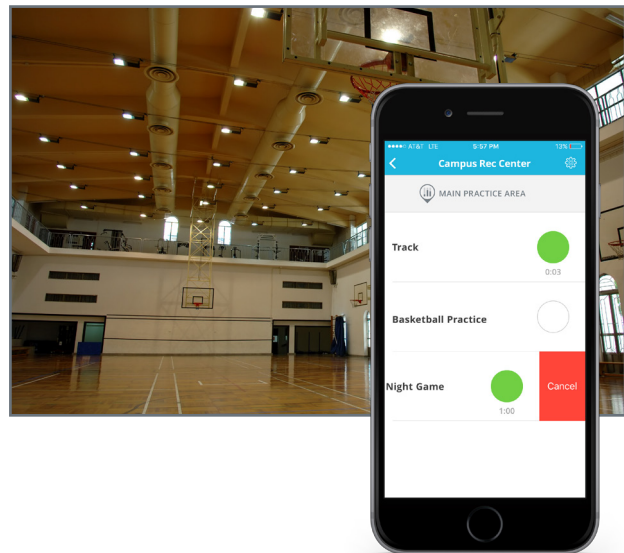 AT&T LTE 5:57 PM 13%
Campus Rec Center
MAIN PRACTICE AREA
Track
0:03
Basketball Practice
Night Game
Cancel
1:00